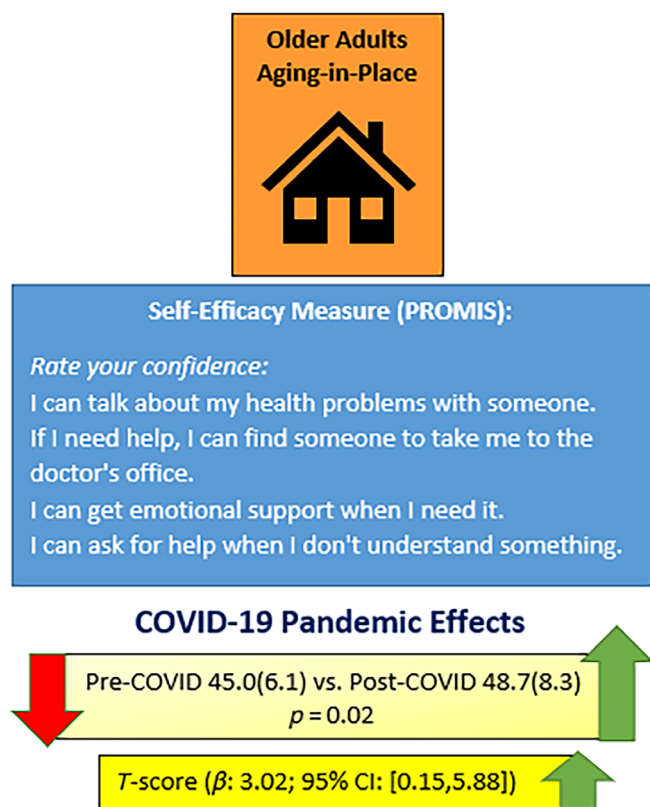 Older Adults
Aging-in-Place
Self-Efficacy Measure (PROMIS):
Rate your confidence:
I can talk about my health problems with someone.
If I need help, I can find someone to take me to the
doctor's office.
I can get emotional support when I need it.
I can ask for help when I don't understand something.
COVID-19 Pandemic Effects
Pre-COVID 45.0(6.1) vs. Post-COVID 48.7(8.3)
p = 0.02
T-score (β: 3.02; 95% CI: [0.15,5.88])